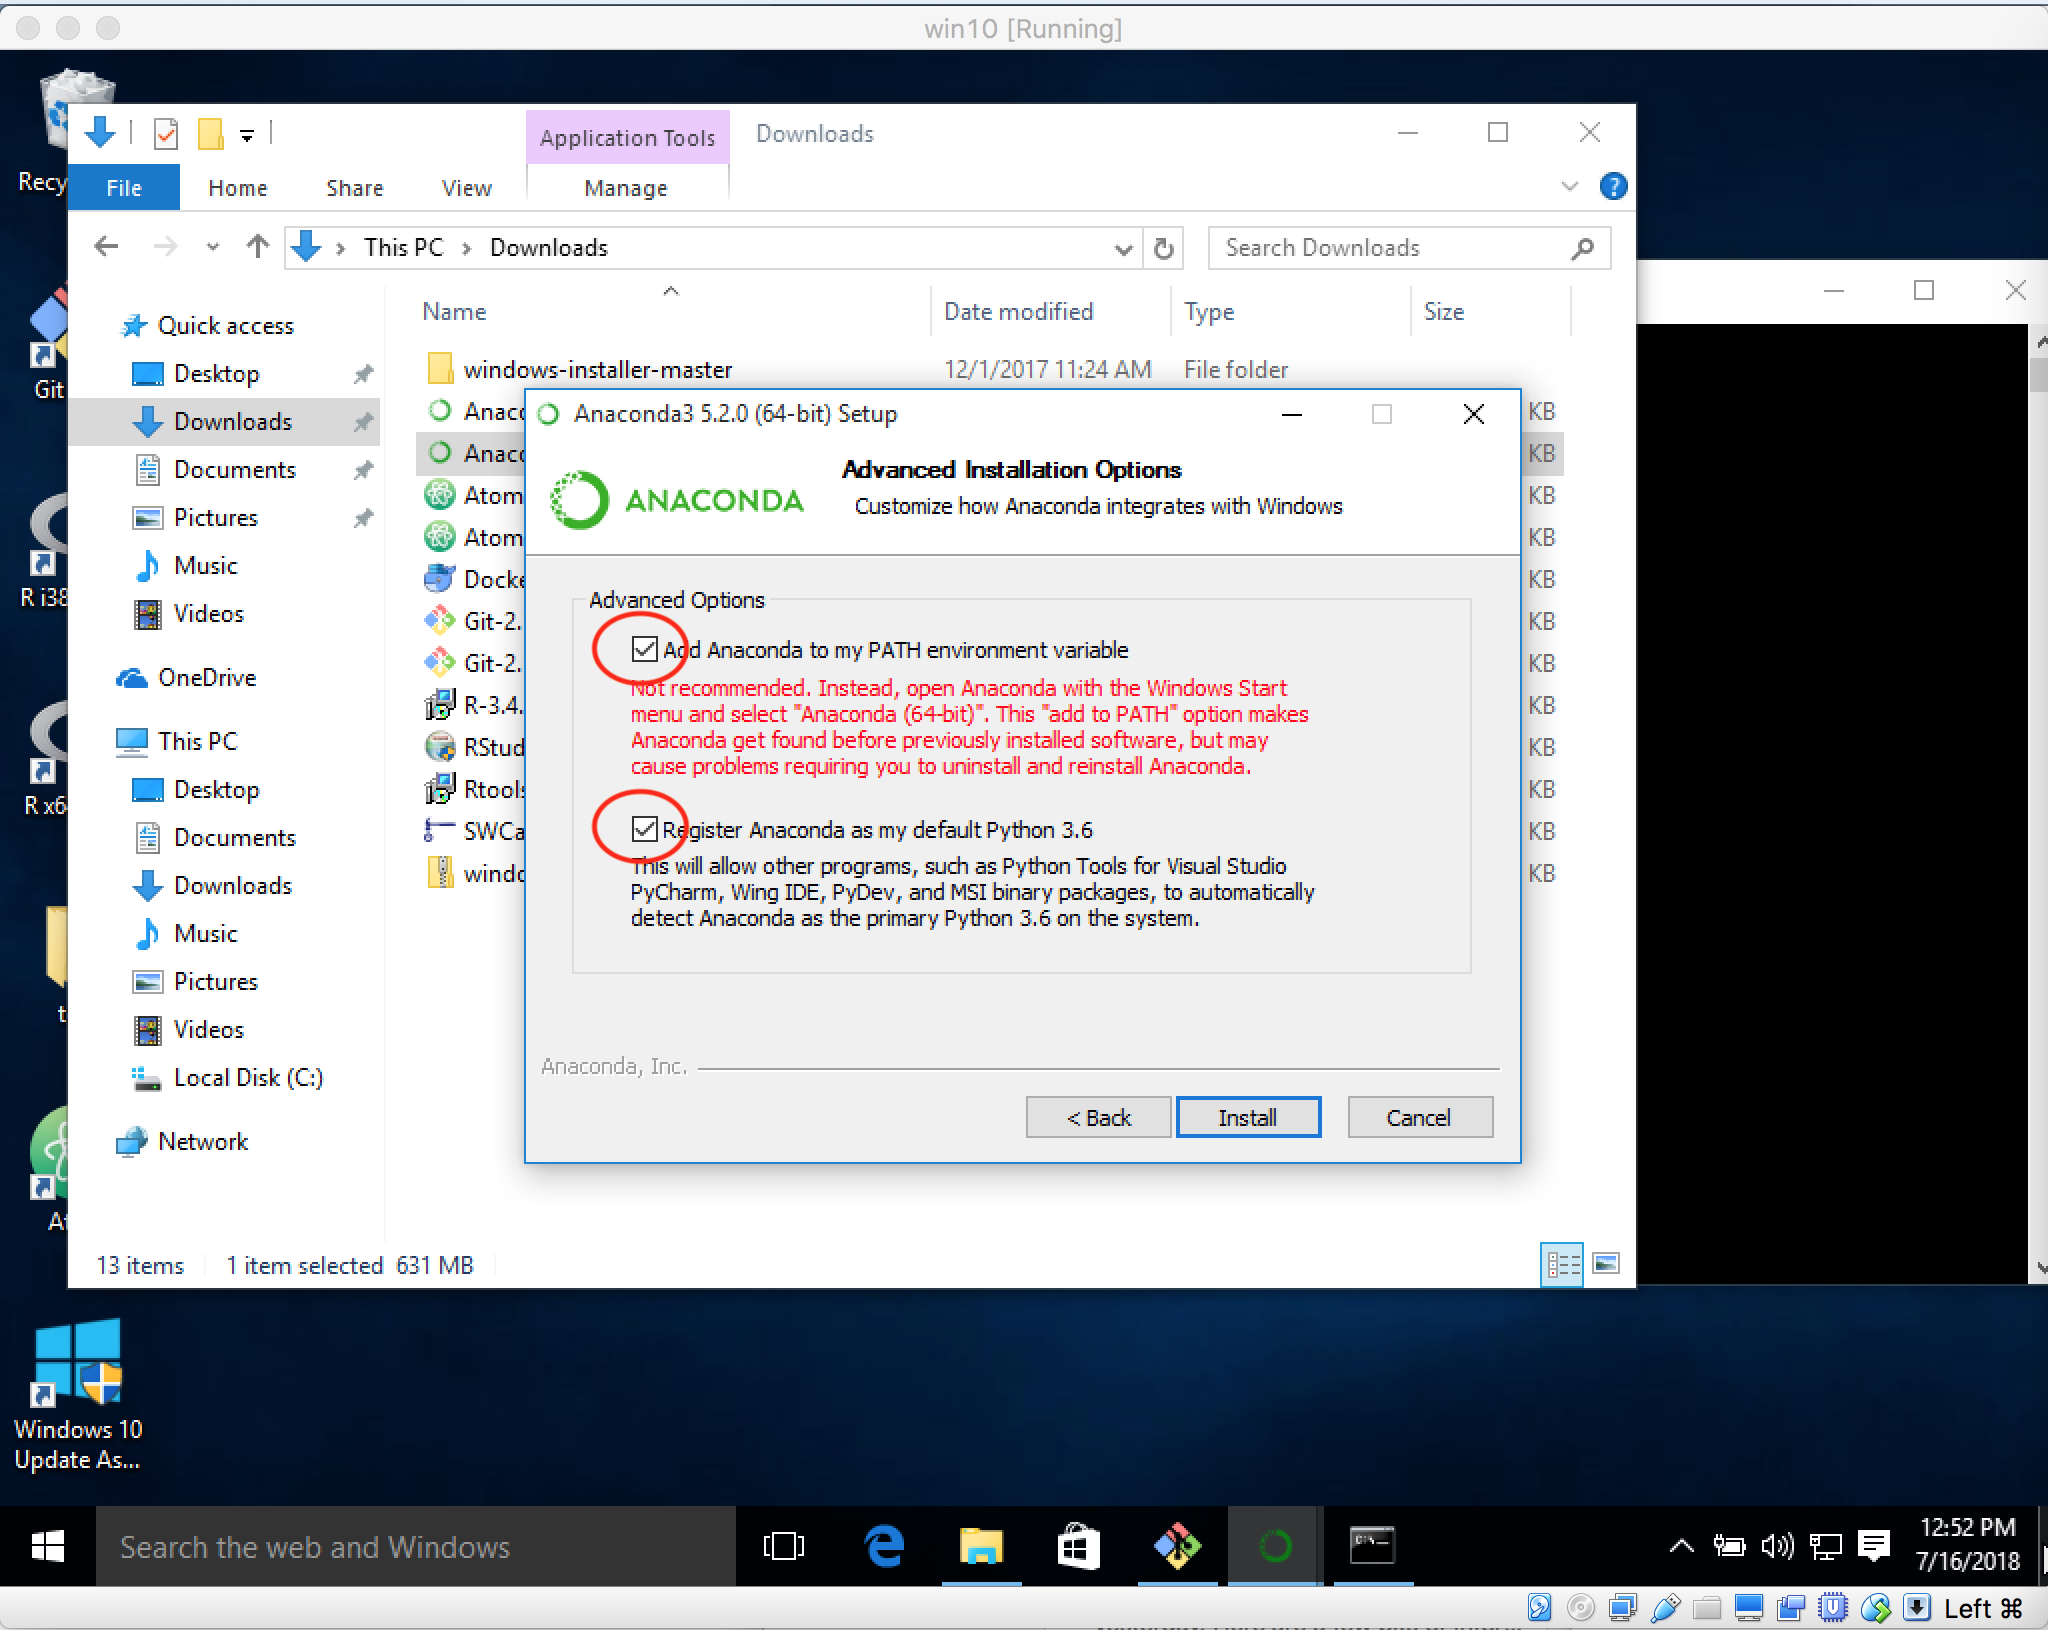 win10 [Running]
Recy
Application Tools
Downloads
File
Home
Share
View
Manage
This PC
Downloads
Search Downloads
Name
Date modified
Type
Size
Quick access
Desktop
Downloads
Documents
Pictures
Music
Videos
OneDrive
This PC
Desktop
Documents
Downloads
Music
Pictures
Videos
Local Disk (C:)
Network
windows-installer-master
12/1/2017 11:24 AM
File folder
Anaco
KB
Anaco
KB
Atom
KB
Atom
KB
Docke
KB
Git-2.
KB
Git-2.
KB
R-3.4.
KB
RStud
KB
Rtools
KB
SWCa
KB
windo
KB
Anaconda3 5.2.0 (64-bit) Setup
ANACONDA
Advanced Installation Options
Customize how Anaconda integrates with Windows
Advanced Options
Add Anaconda to my PATH environment variable
Not recommended. Instead, open Anaconda with the Windows Start
menu and select "Anaconda (64-bit)". This "add to PATH" option makes
Anaconda get found before previously installed software, but may
cause problems requiring you to uninstall and reinstall Anaconda.
Register Anaconda as my default Python 3.6
This will allow other programs, such as Python Tools for Visual Studio
PyCharm, Wing IDE, PyDev, and MSI binary packages, to automatically
detect Anaconda as the primary Python 3.6 on the system.
Anaconda, Inc.
< Back
Install
Cancel
13 items
1 item selected 631 MB
Git
R i38
R x6
t
At
Windows 10
Update As...
Search the web and Windows
12:52 PM
7/16/2018
Left ⌘